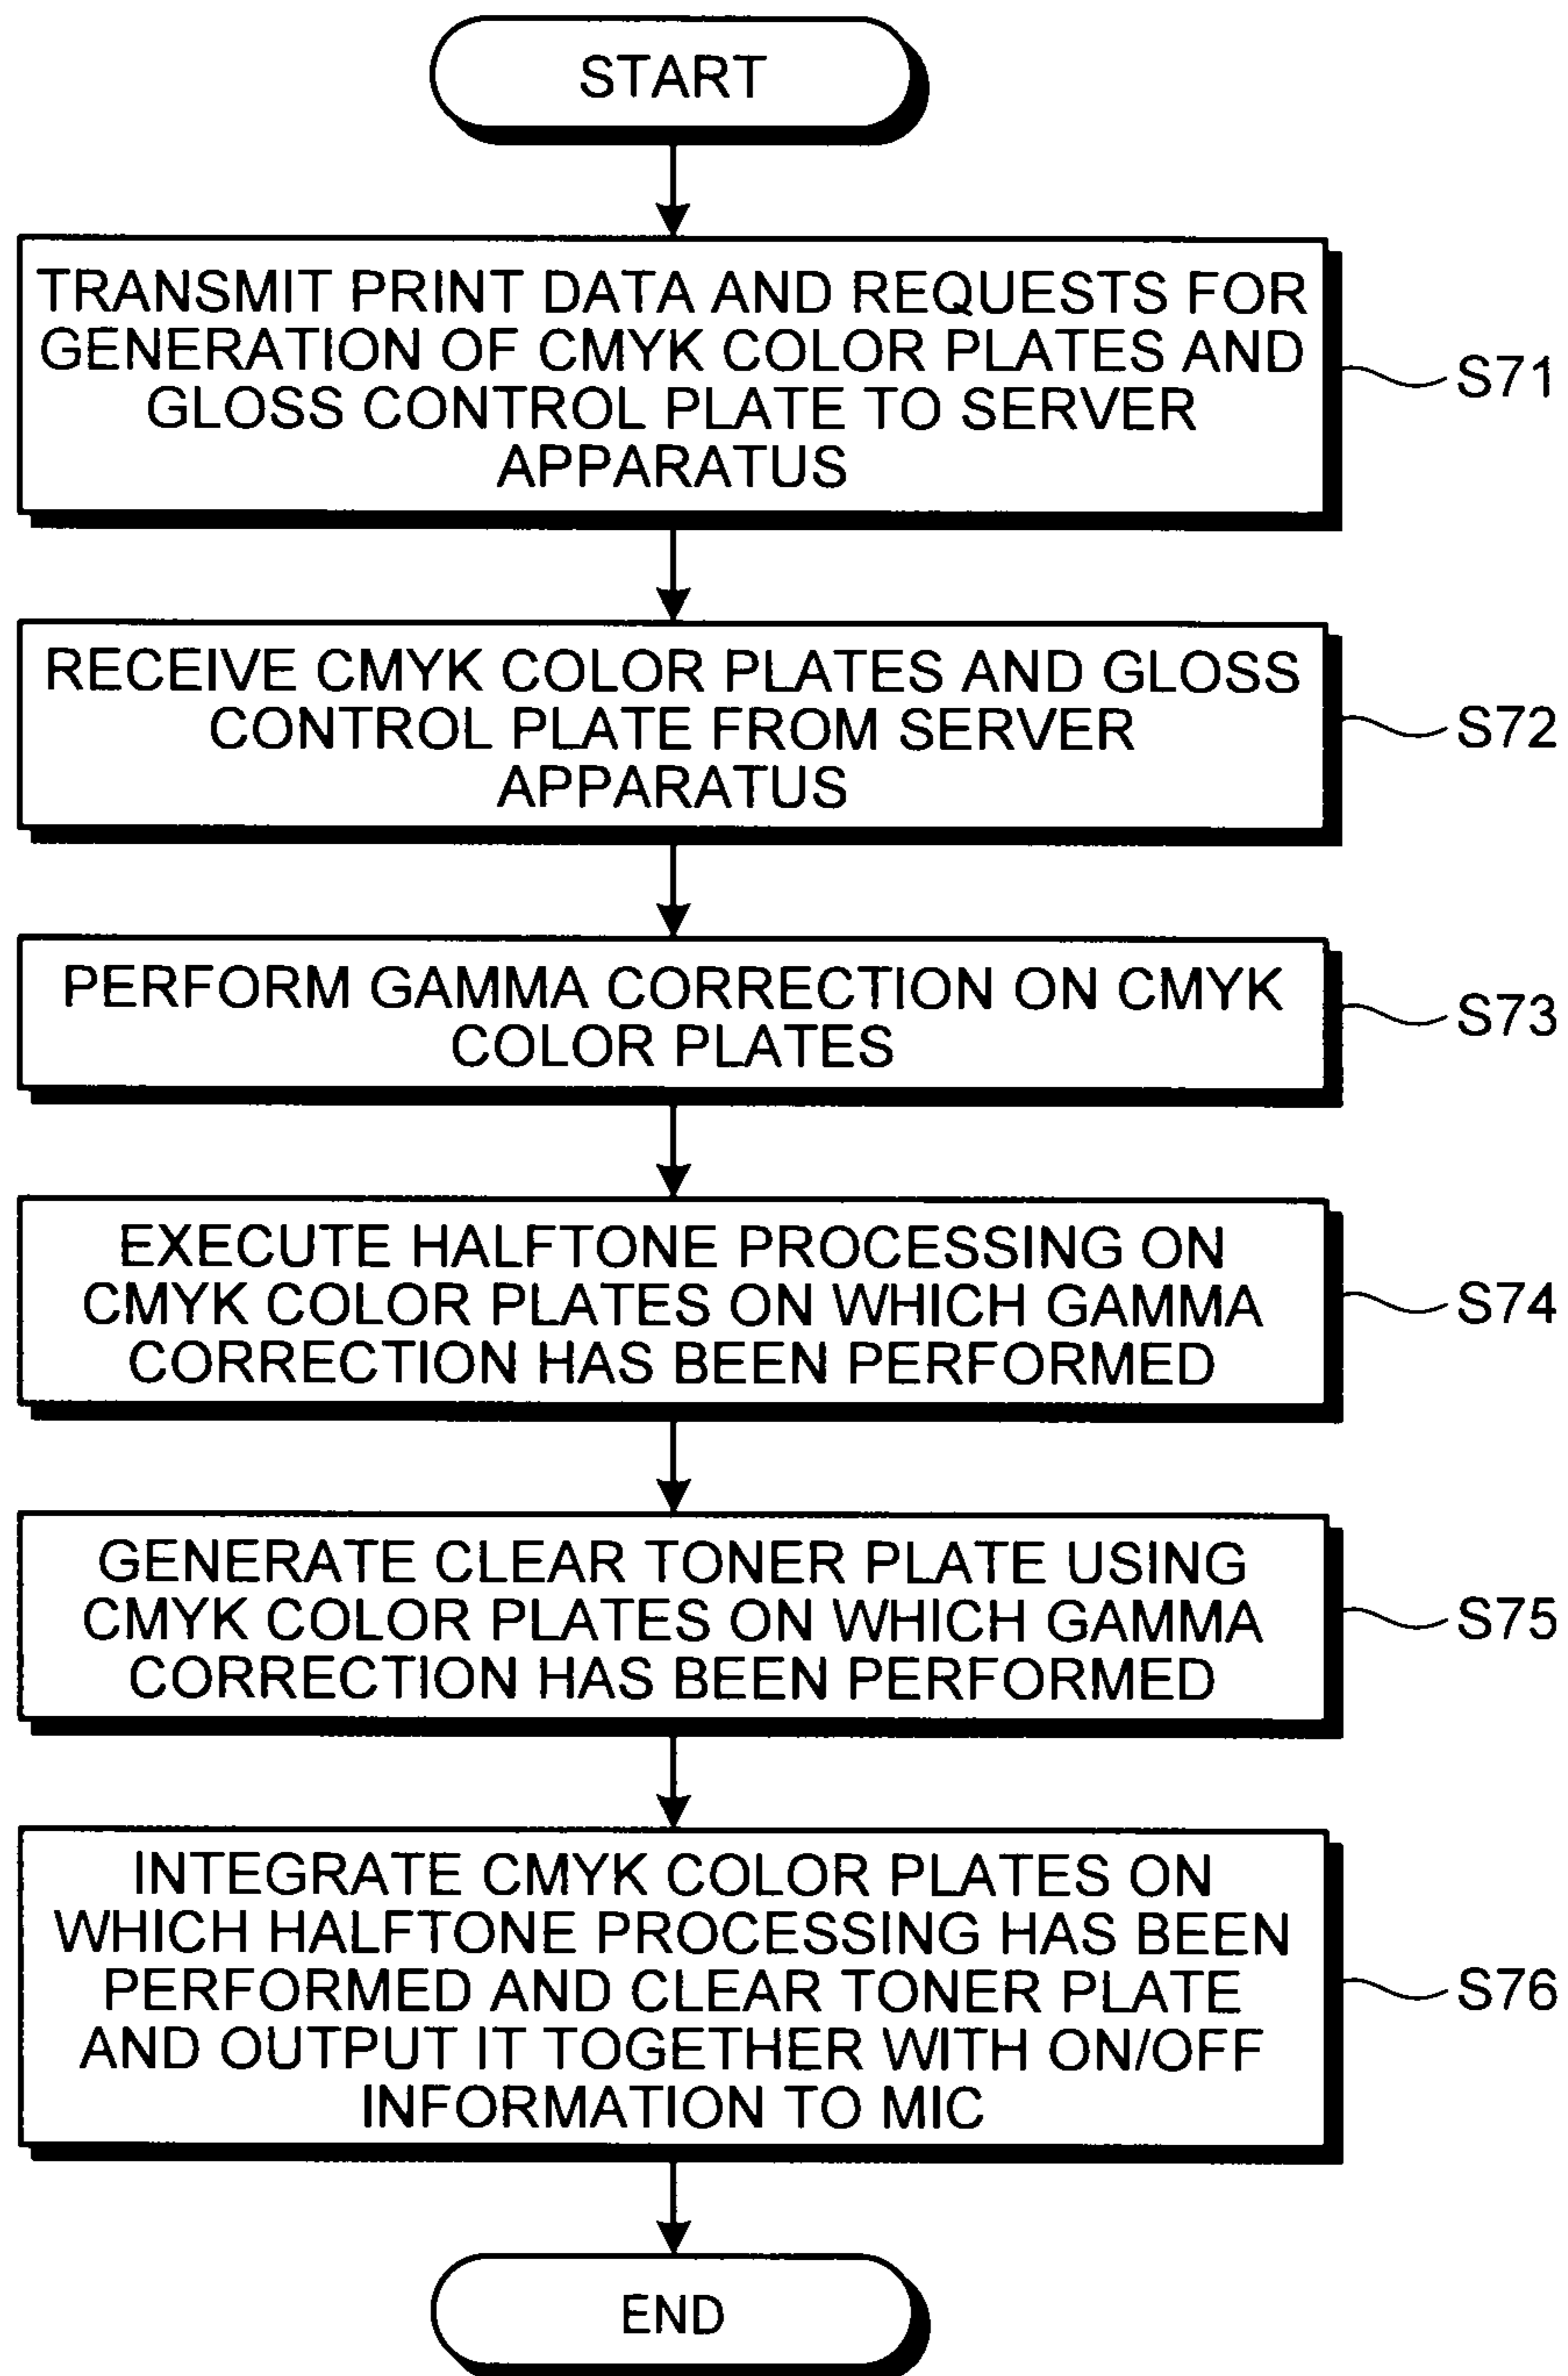 START
TRANSMIT PRINT DATA AND REQUESTS FOR
GENERATION OF CMYK COLOR PLATES AND
GLOSS CONTROL PLATE TO SERVER
APPARATUS
S71
RECEIVE CMYK COLOR PLATES AND GLOSS
CONTROL PLATE FROM SERVER
APPARATUS
S72
PERFORM GAMMA CORRECTION ON CMYK
COLOR PLATES
S73
EXECUTE HALFTONE PROCESSING ON
CMYK COLOR PLATES ON WHICH GAMMA
CORRECTION HAS BEEN PERFORMED
S74
GENERATE CLEAR TONER PLATE USING
CMYK COLOR PLATES ON WHICH GAMMA
CORRECTION HAS BEEN PERFORMED
S75
INTEGRATE CMYK COLOR PLATES ON
WHICH HALFTONE PROCESSING HAS BEEN
PERFORMED AND CLEAR TONER PLATE
AND OUTPUT IT TOGETHER WITH ON/OFF
INFORMATION TO MIC
S76
END